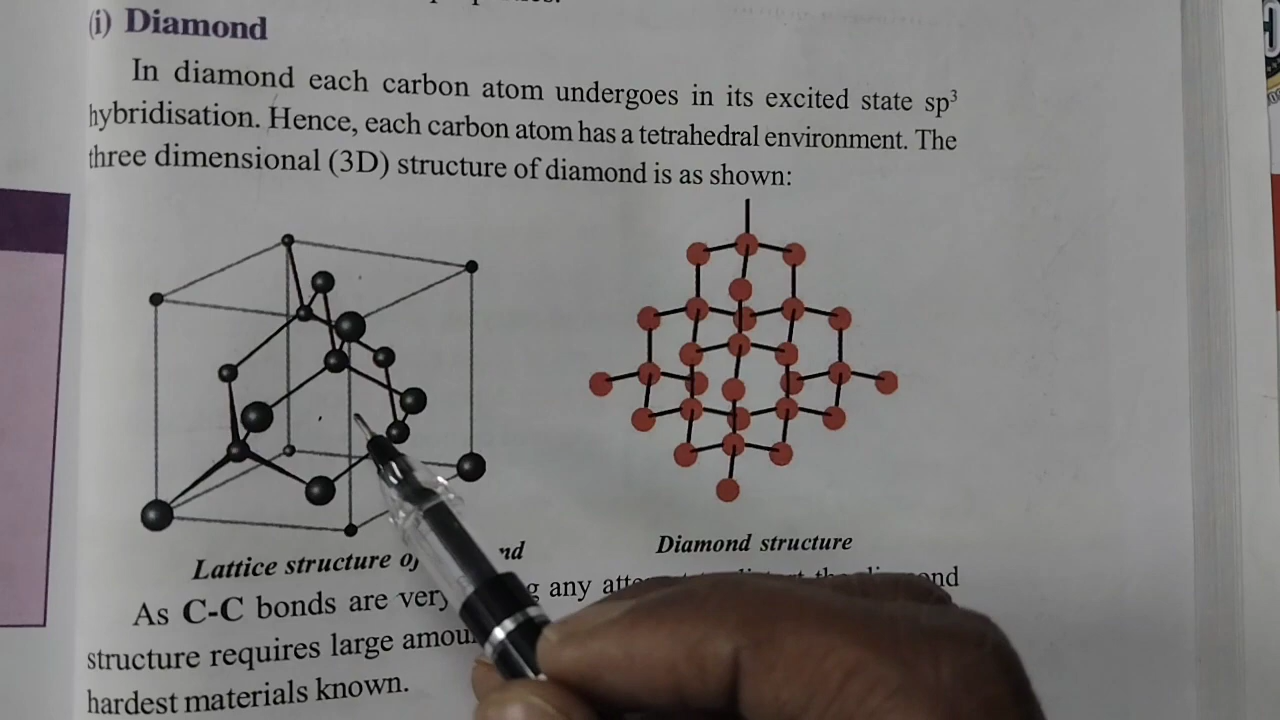 (i) Diamond
In diamond each carbon atom undergoes in its excited state sp³
hybridisation. Hence, each carbon atom has a tetrahedral environment. The
three dimensional (3D) structure of diamond is as shown:
Lattice structure
Diamond structure
As C-C bonds are very any
structure requires large
hardest materials known.